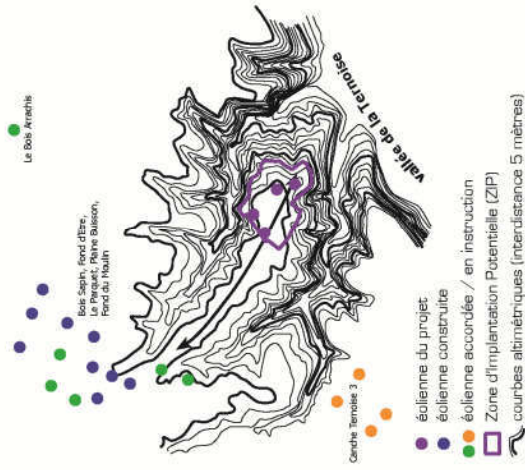 Le Bois Arrachis
Bois Sapin, Fond d'Etre,
Le Parquet, Plaine Buisson,
Fond du Moulin
vallée de la Ternoise
Canche Ternoise 3
éolienne du projet
éolienne construite
éolienne accordée / en instruction
Zone d'Implantation Potentielle (ZIP)
courbes altimétriques (interdistance 5 mètres)